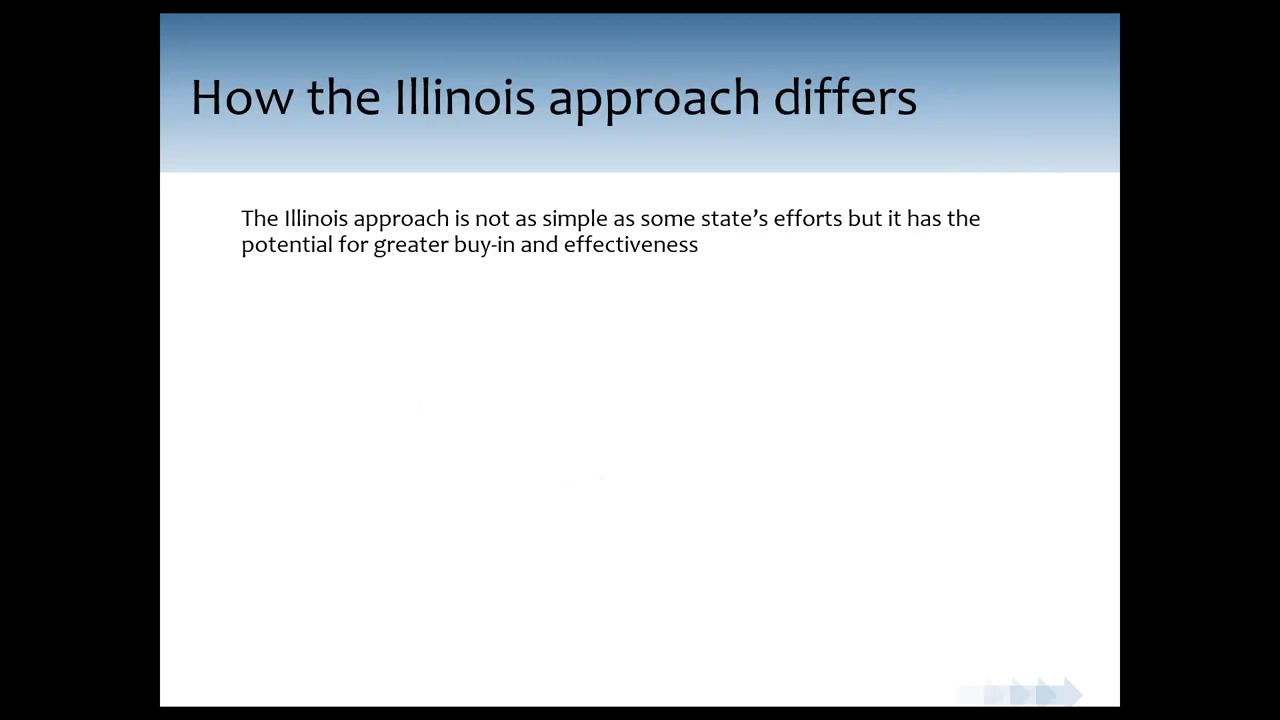 How the Illinois approach differs
The Illinois approach is not as simple as some state’s efforts but it has the
potential for greater buy-in and effectiveness